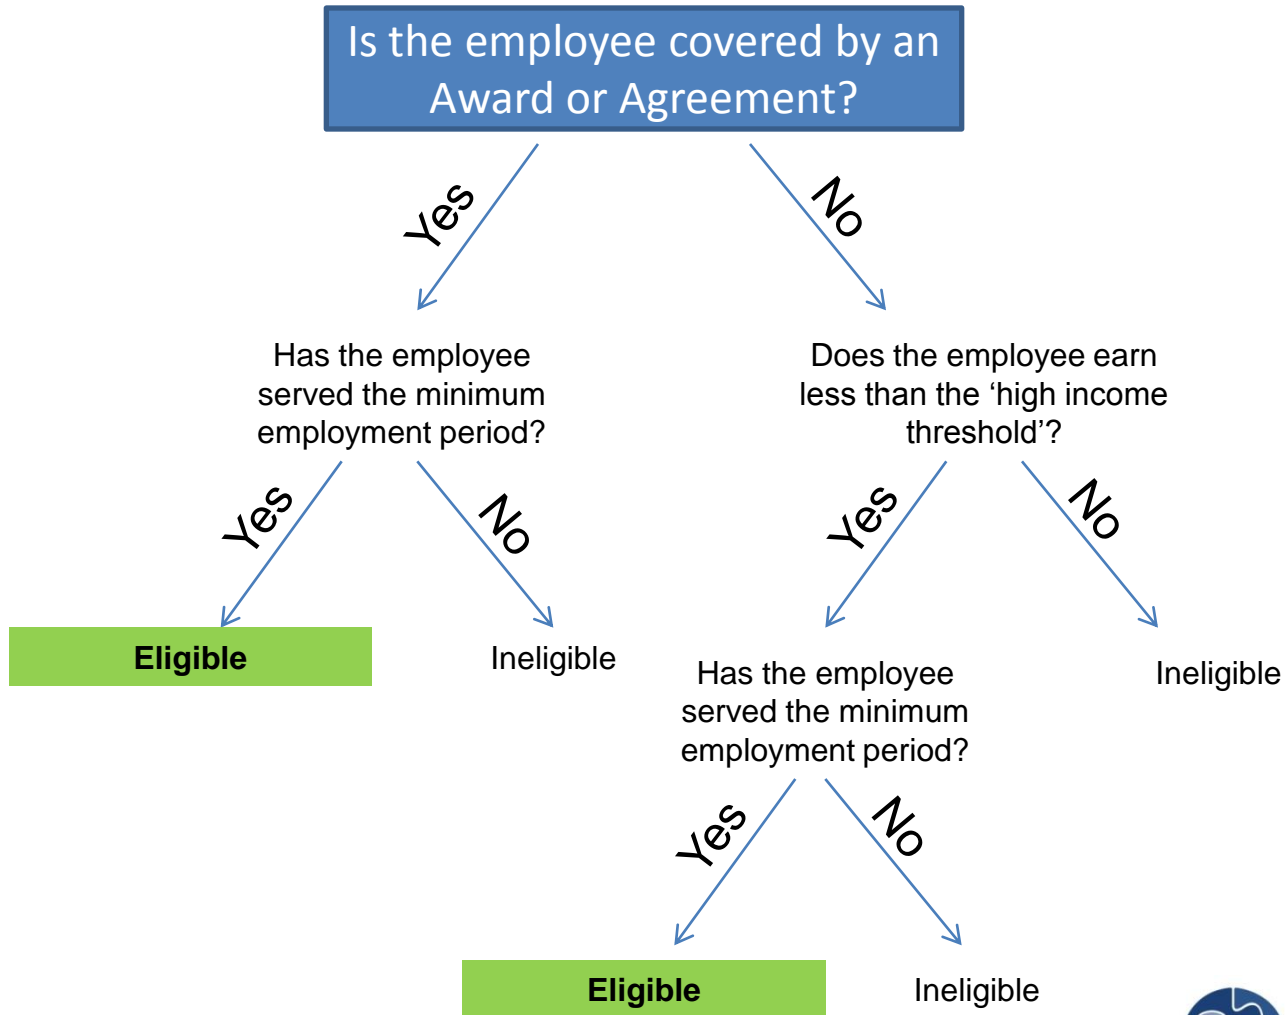 Is the employee covered by an
Award or Agreement?
Yes
No
Has the employee
served the minimum
employment period?
Does the employee earn
less than the ‘high income
threshold’?
Yes
No
Yes
No
Eligible
Ineligible
Has the employee
served the minimum
employment period?
Ineligible
Yes
No
Eligible
Ineligible